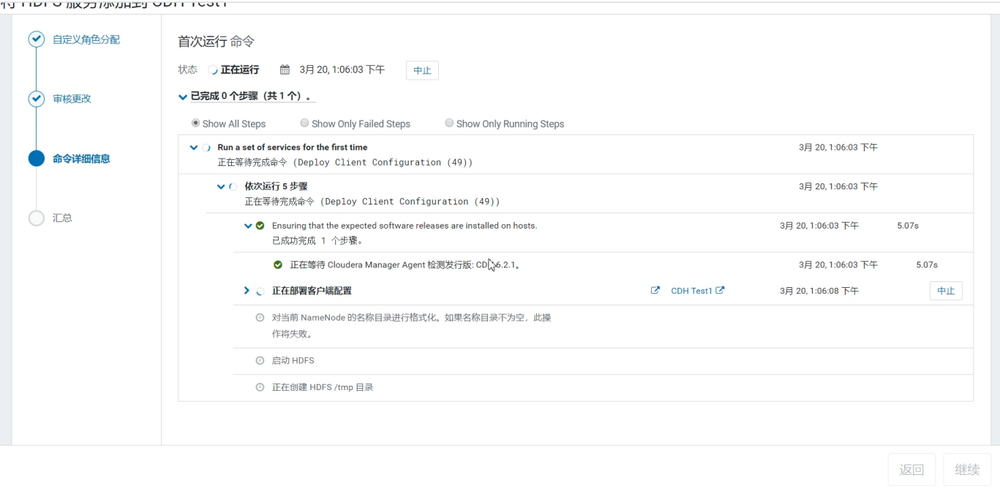 将 HDFS 服务添加到 CDH Test1
自定义角色分配
审核更改
命令详细信息
汇总
首次运行 命令
状态 正在运行 3月 20, 1:06:03 下午 中止
已完成 0 个步骤（共 1 个）。
Show All Steps Show Only Failed Steps Show Only Running Steps
Run a set of services for the first time 3月 20, 1:06:03 下午
正在等待完成命令 (Deploy Client Configuration (49))
依次运行 5 步骤 3月 20, 1:06:03 下午
正在等待完成命令 (Deploy Client Configuration (49))
Ensuring that the expected software releases are installed on hosts. 3月 20, 1:06:03 下午 5.07s
已成功完成 1 个步骤。
正在等待 Cloudera Manager Agent 检测发行版: 6.2.1。 3月 20, 1:06:03 下午 5.07s
正在部署客户端配置 CDH Test1 3月 20, 1:06:08 下午 中止
对当前 NameNode 的名称目录进行格式化。如果名称目录不为空，此操
作将失败。
启动 HDFS
正在创建 HDFS /tmp 目录
返回 继续